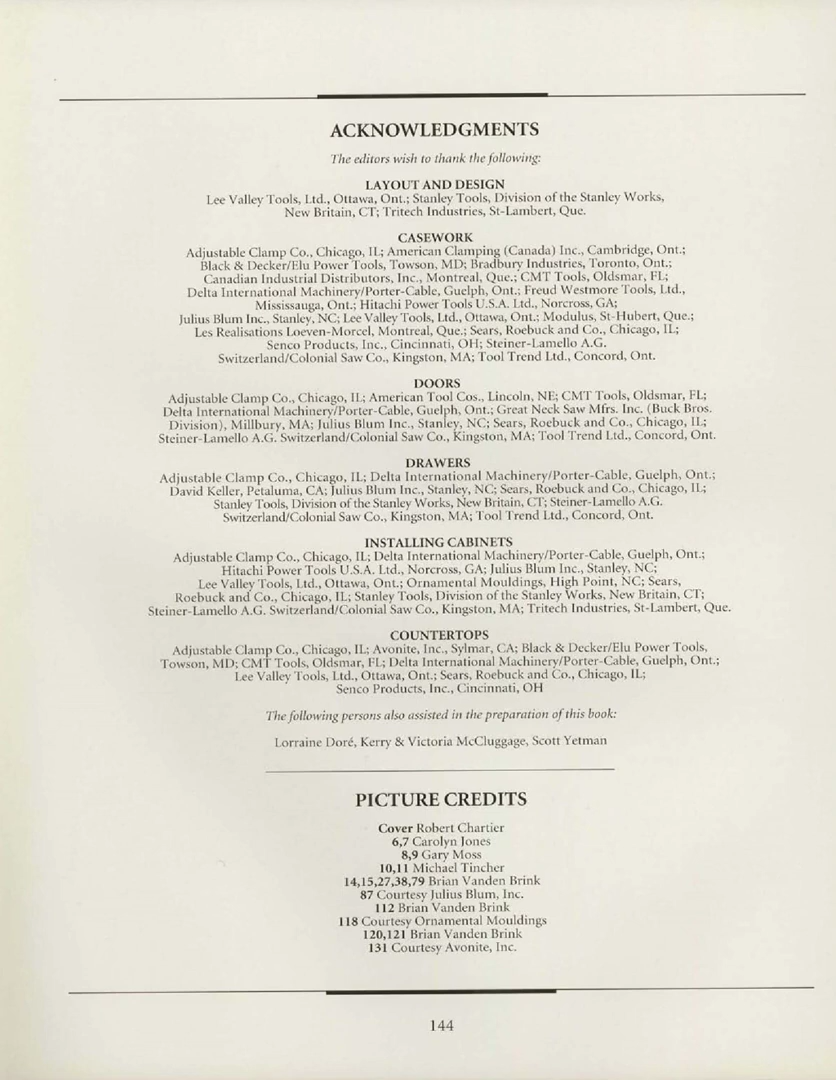 ACKNOWLEDGMENTS
The editors wish to thank the following:
LAYOUT AND DESIGN
Lee Valley Tools, Ltd., Ottawa, Ont.; Stanley Tools, Division of the Stanley Works,
New Britain, CT; Tritech Industries, St-Lambert, Que.
CASEWORK
Adjustable Clamp Co., Chicago, IL; American Clamping (Canada) Inc., Cambridge, Ont.;
Black & Decker/Elu Power Tools, Towson, MD; Bradbury Industries, Toronto, Ont.;
Canadian Industrial Distributors, Inc., Montreal, Que.; CMT Tools, Oldsmar, FL;
Delta International Machinery/Porter-Cable, Guelph, Ont.; Freud Westmore Tools, Ltd.,
Mississauga, Ont.; Hitachi Power Tools U.S.A. Ltd., Norcross, GA;
Julius Blum Inc., Stanley, NC; Lee Valley Tools, Ltd., Ottawa, Ont.; Modulus, St-Hubert, Que.;
Les Realisations Loeven-Morcel, Montreal, Que.; Sears, Roebuck and Co., Chicago, IL;
Senco Products, Inc., Cincinnati, OH; Steiner-Lamello A.G.
Switzerland/Colonial Saw Co., Kingston, MA; Tool Trend Ltd., Concord, Ont.
DOORS
Adjustable Clamp Co., Chicago, IL; American Tool Cos., Lincoln, NE; CMT Tools, Oldsmar, FL;
Delta International Machinery/Porter-Cable, Guelph, Ont.; Great Neck Saw Mfrs. Inc. (Buck Bros.
Division), Millbury, MA; Julius Blum Inc., Stanley, NC; Sears, Roebuck and Co., Chicago, IL;
Steiner-Lamello A.G. Switzerland/Colonial Saw Co., Kingston, MA; Tool Trend Ltd., Concord, Ont.
DRAWERS
Adjustable Clamp Co., Chicago, IL; Delta International Machinery/Porter-Cable, Guelph, Ont.;
David Keller, Petaluma, CA; Julius Blum Inc., Stanley, NC; Sears, Roebuck and Co., Chicago, IL;
Stanley Tools, Division of the Stanley Works, New Britain, CT; Steiner-Lamello A.G.
Switzerland/Colonial Saw Co., Kingston, MA; Tool Trend Ltd., Concord, Ont.
INSTALLING CABINETS
Adjustable Clamp Co., Chicago, IL; Delta International Machinery/Porter-Cable, Guelph, Ont.;
Hitachi Power Tools U.S.A. Ltd., Norcross, GA; Julius Blum Inc., Stanley, NC;
Lee Valley Tools, Ltd., Ottawa, Ont.; Ornamental Mouldings, High Point, NC; Sears,
Roebuck and Co., Chicago, IL; Stanley Tools, Division of the Stanley Works, New Britain, CT;
Steiner-Lamello A.G. Switzerland/Colonial Saw Co., Kingston, MA; Tritech Industries, St-Lambert, Que.
COUNTERTOPS
Adjustable Clamp Co., Chicago, IL; Avonite, Inc., Sylmar, CA; Black & Decker/Elu Power Tools,
Towson, MD; CMT Tools, Oldsmar, FL; Delta International Machinery/Porter-Cable, Guelph, Ont.;
Lee Valley Tools, Ltd., Ottawa, Ont.; Sears, Roebuck and Co., Chicago, IL;
Senco Products, Inc., Cincinnati, OH
The following persons also assisted in the preparation of this book:
Lorraine Doré, Kerry & Victoria McCluggage, Scott Yetman
PICTURE CREDITS
Cover Robert Chartier
6,7 Carolyn Jones
8,9 Gary Moss
10,11 Michael Tincher
14,15,27,38,79 Brian Vanden Brink
87 Courtesy Julius Blum, Inc.
112 Brian Vanden Brink
118 Courtesy Ornamental Mouldings
120,121 Brian Vanden Brink
131 Courtesy Avonite, Inc.
144